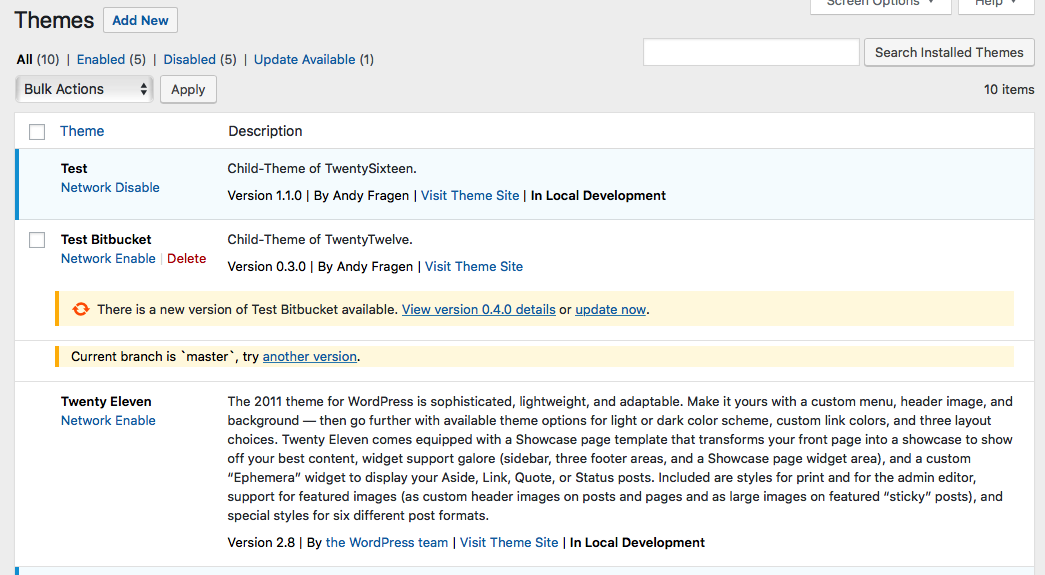 Screen Options
Help
Themes Add New
All (10) | Enabled (5) | Disabled (5) | Update Available (1)
Search Installed Themes
Bulk Actions Apply
10 items
Theme Description
Test Child-Theme of TwentySixteen.
Network Disable
Version 1.1.0 | By Andy Fragen | Visit Theme Site | In Local Development
Test Bitbucket Child-Theme of TwentyTwelve.
Network Enable | Delete
Version 0.3.0 | By Andy Fragen | Visit Theme Site
There is a new version of Test Bitbucket available. View version 0.4.0 details or update now.
Current branch is `master`, try another version.
Twenty Eleven
Network Enable
The 2011 theme for WordPress is sophisticated, lightweight, and adaptable. Make it yours with a custom menu, header image, and
background — then go further with available theme options for light or dark color scheme, custom link colors, and three layout
choices. Twenty Eleven comes equipped with a Showcase page template that transforms your front page into a showcase to show
off your best content, widget support galore (sidebar, three footer areas, and a Showcase page widget area), and a custom
“Ephemera” widget to display your Aside, Link, Quote, or Status posts. Included are styles for print and for the admin editor,
support for featured images (as custom header images on posts and pages and as large images on featured “sticky” posts), and
special styles for six different post formats.
Version 2.8 | By the WordPress team | Visit Theme Site | In Local Development